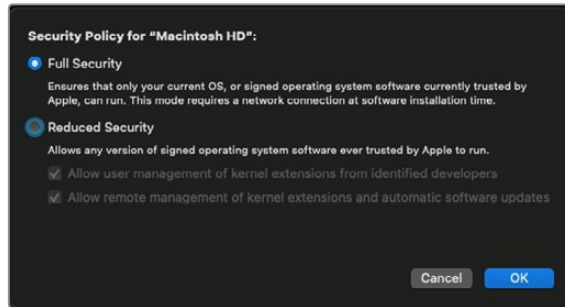 Security Policy for “Macintosh HD”:
Full Security
Ensures that only your current OS, or signed operating system software currently trusted by
Apple, can run. This mode requires a network connection at software installation time.
Reduced Security
Allows any version of signed operating system software ever trusted by Apple to run.
Allow user management of kernel extensions from identified developers
Allow remote management of kernel extensions and automatic software updates
Cancel OK